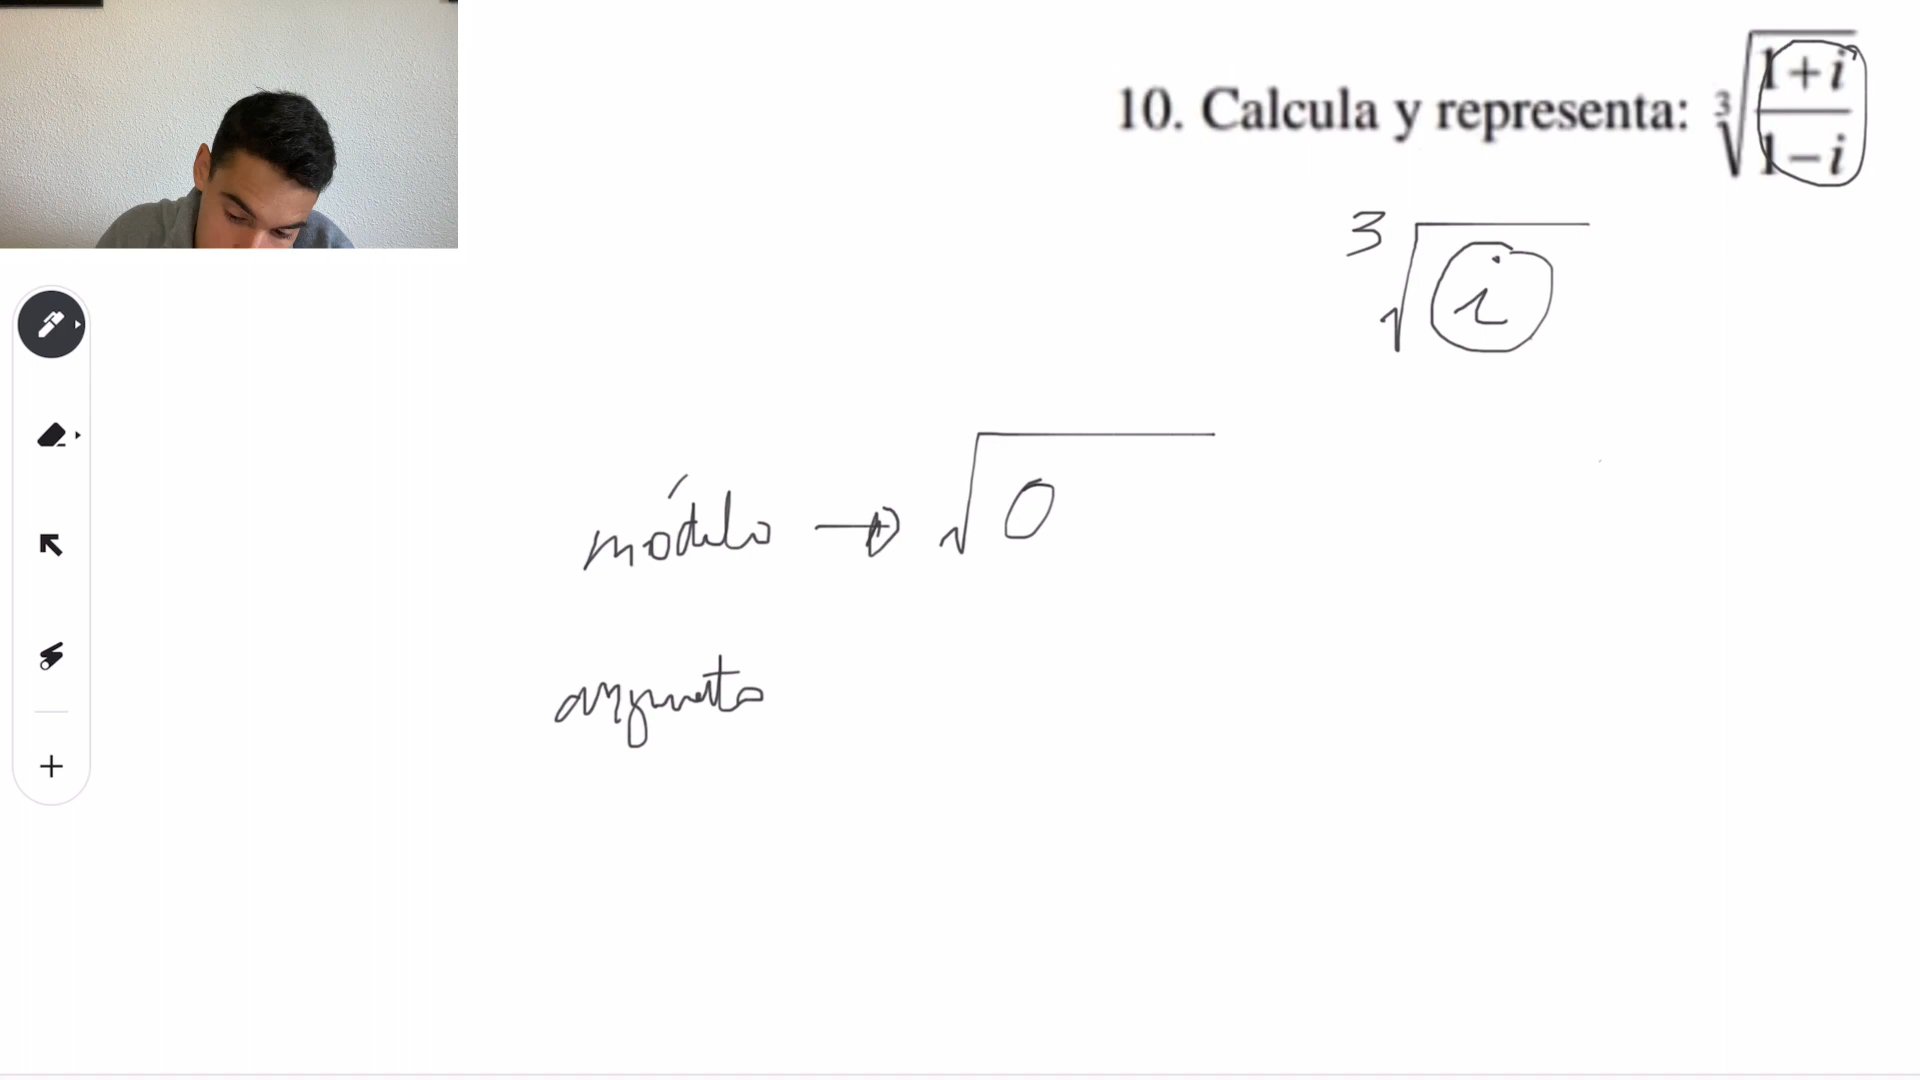 10. Calcula y representa: ∛((1+i)/(1−i))
∛i
módulo → √0
argumento